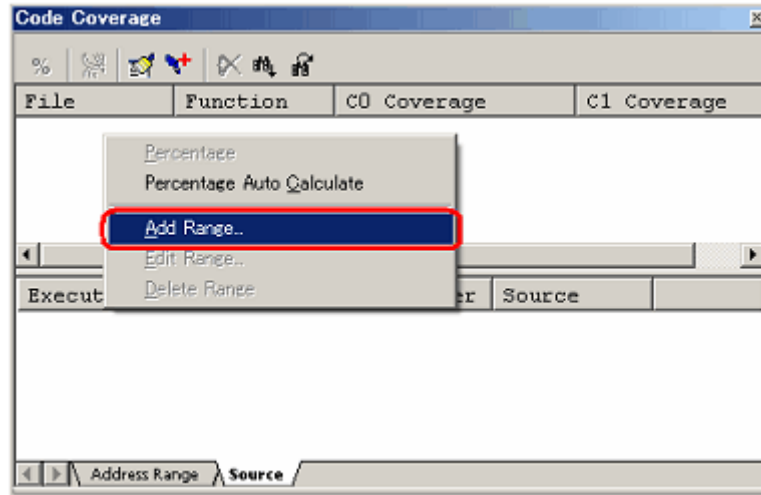 Code Coverage
%
File Function C0 Coverage C1 Coverage
Percentage
Percentage Auto Calculate
Add Range..
Edit Range..
Delete Range
Execut er Source
Address Range Source